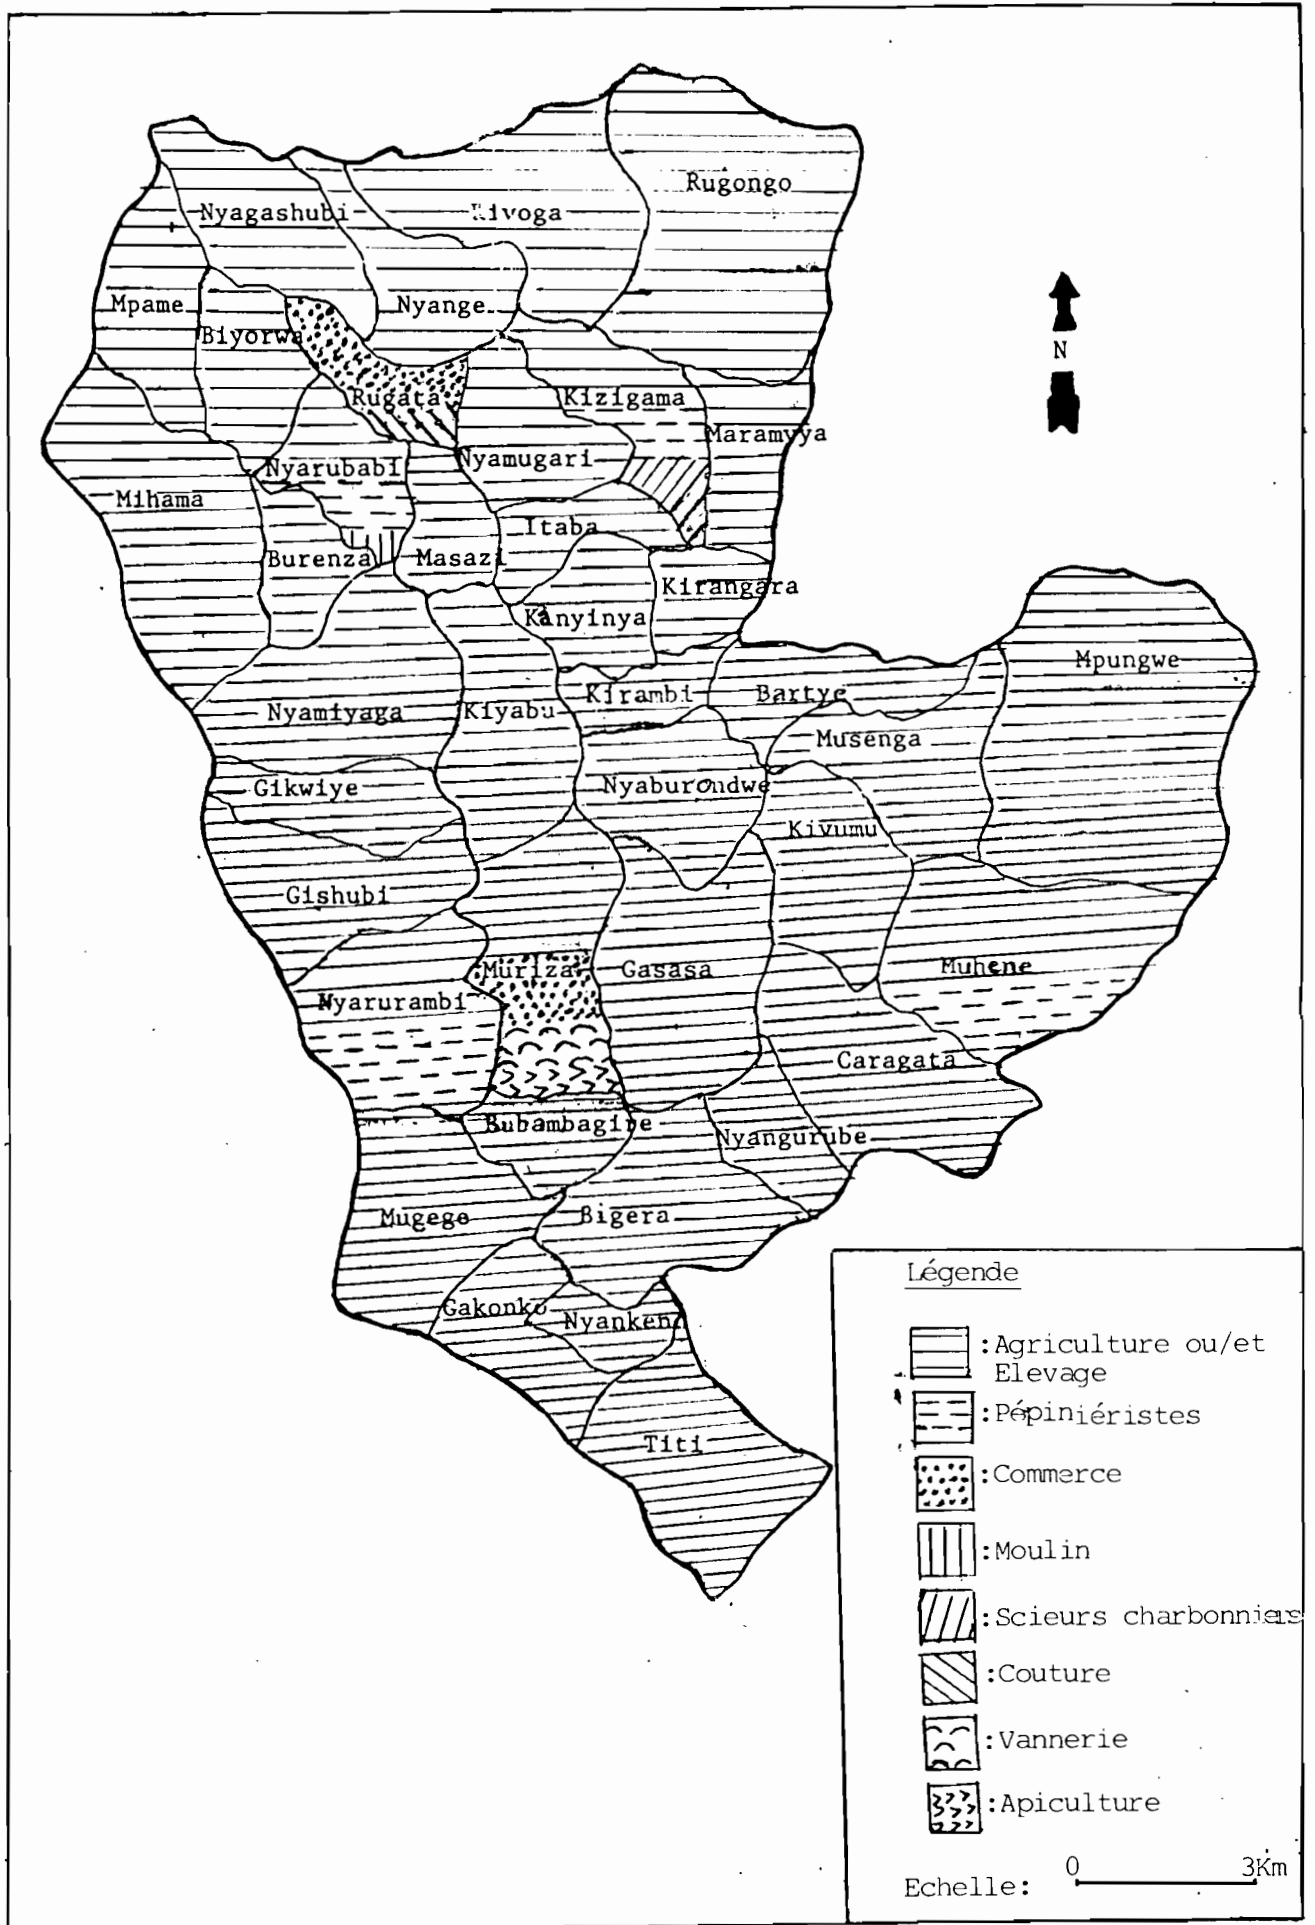 Rugongo
Nyagashubi
Kivoga
Mpame
Nyange
Biyorwa
N
Rugata
Kizigama
Maramvya
Nyamugari
Nyarubabi
Mihama
Itaba
Burenza
Masazi
Kirangara
Kanyinya
Mpungwe
Kirambi
Bartye
Nyamiyaga
Kiyabu
Musenga
Gikwiye
Nyaburondwe
Kivumu
Gishubi
Muriza
Gasasa
Muhene
Nyarurambi
Caragata
Bubambagire
Nyangurube
Mugege
Bigera
Gakonko
Titi
Légende
:Agriculture ou/et
Elevage
:Pépiniéristes
:Commerce
:Moulin
:Scieurs charbonniers
:Couture
:Vannerie
:Apiculture
Echelle: 0 3Km